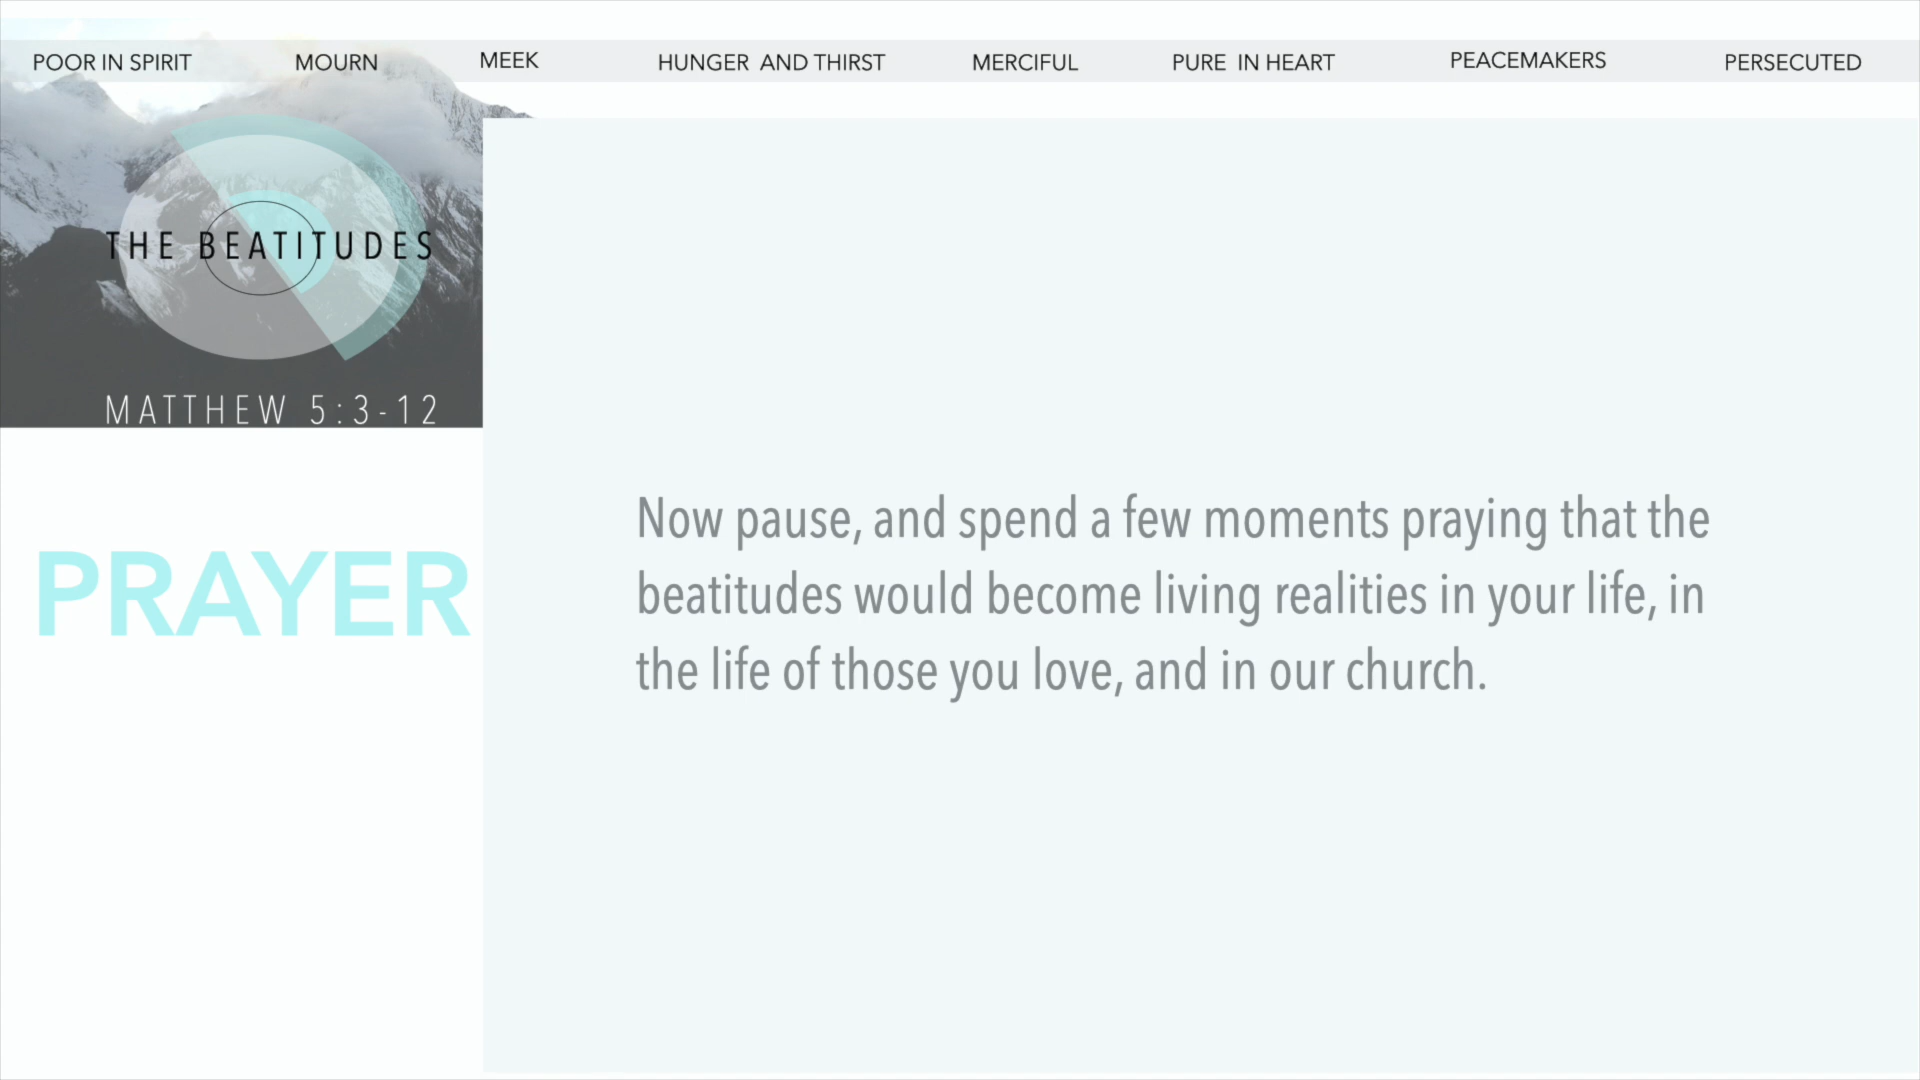 POOR IN SPIRIT MOURN MEEK HUNGER AND THIRST MERCIFUL PURE IN HEART PEACEMAKERS PERSECUTED
THE BEATITUDES
MATTHEW 5:3-12
PRAYER
Now pause, and spend a few moments praying that the
beatitudes would become living realities in your life, in
the life of those you love, and in our church.